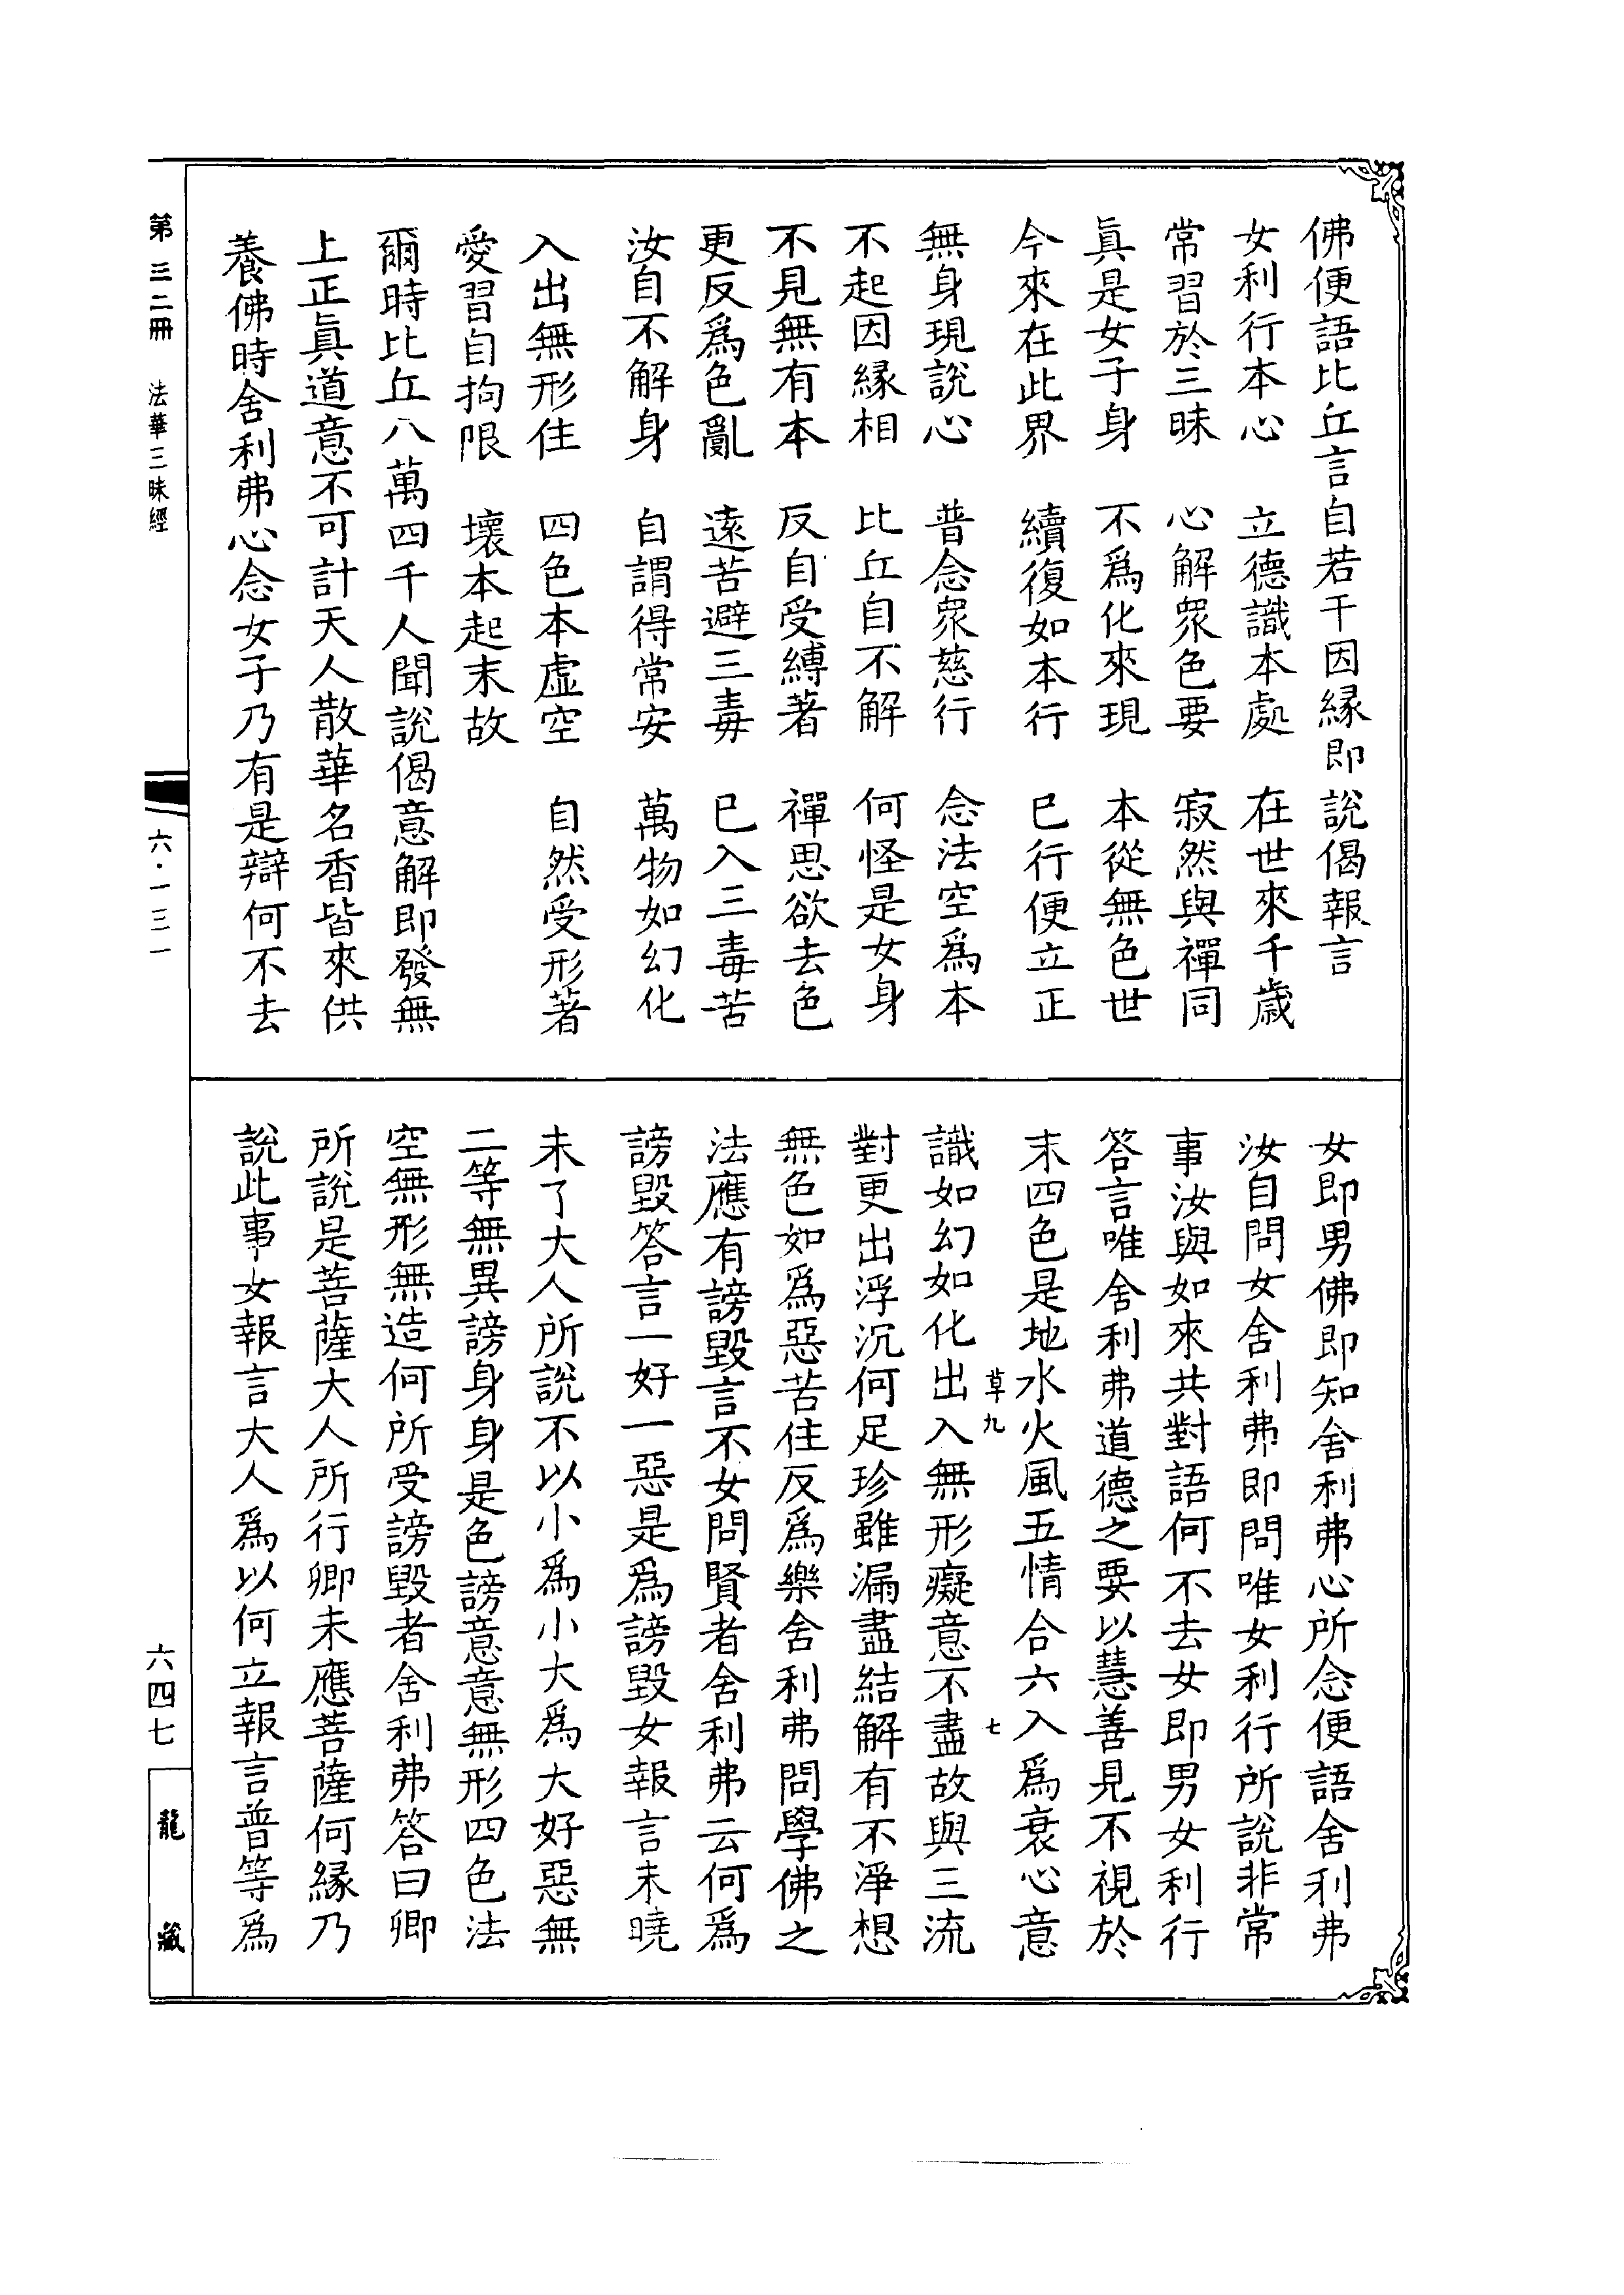 佛便語比丘言自若干因縁即說偈報言
女利行本心　立德識本處　在世來千歲
常習於三昧　心解眾色要　寂然與禪同
眞是女子身　不爲化來現　本從無色世
今來在此界　續復如本行　已行便立正
無身現說心　普念眾慈行　念法空爲本
不起因縁相　比丘自不解　何怪是女身
不見無有本　反自受縛著　禪思欲去色
更反爲色亂　遠苦避三毒　已入三毒苦
汝自不解身　自謂得常安　萬物如幻化
入出無形住　四色本虛空　自然受形著
愛習自拘限　壞本起末故
爾時比丘八萬四千人聞說偈意解即發無
上正眞道意不可計天人散華名香皆來供
養佛時舍利弗心念女子乃有是辯何不去
女即男佛即知舍利弗心所念便語舍利弗
汝自問女舍利弗即問唯女利行所說非常
事汝與如來共對語何不去女即男女利行
答言唯舍利弗道德之要以慧善見不視於
末四色是地水火風五情合六入爲衰心意
草九　七
識如幻如化出入無形癡意不盡故與三流
對更出浮沉何足珍雖漏盡結解有不淨想
無色如爲惡苦住反爲樂舍利弗問學佛之
法應有謗毀言不女問賢者舍利弗云何爲
謗毀答言一好一惡是爲謗毀女報言未曉
未了大人所說不以小爲小大爲大好惡無
二等無異謗身身是色謗意意無形四色法
空無形無造何所受謗毀者舍利弗答曰卿
所說是菩薩大人所行卿未應菩薩何縁乃
說此事女報言大人爲以何立報言普等爲
第三二冊　法華三昧經
六·一三一
六四七
龍藏